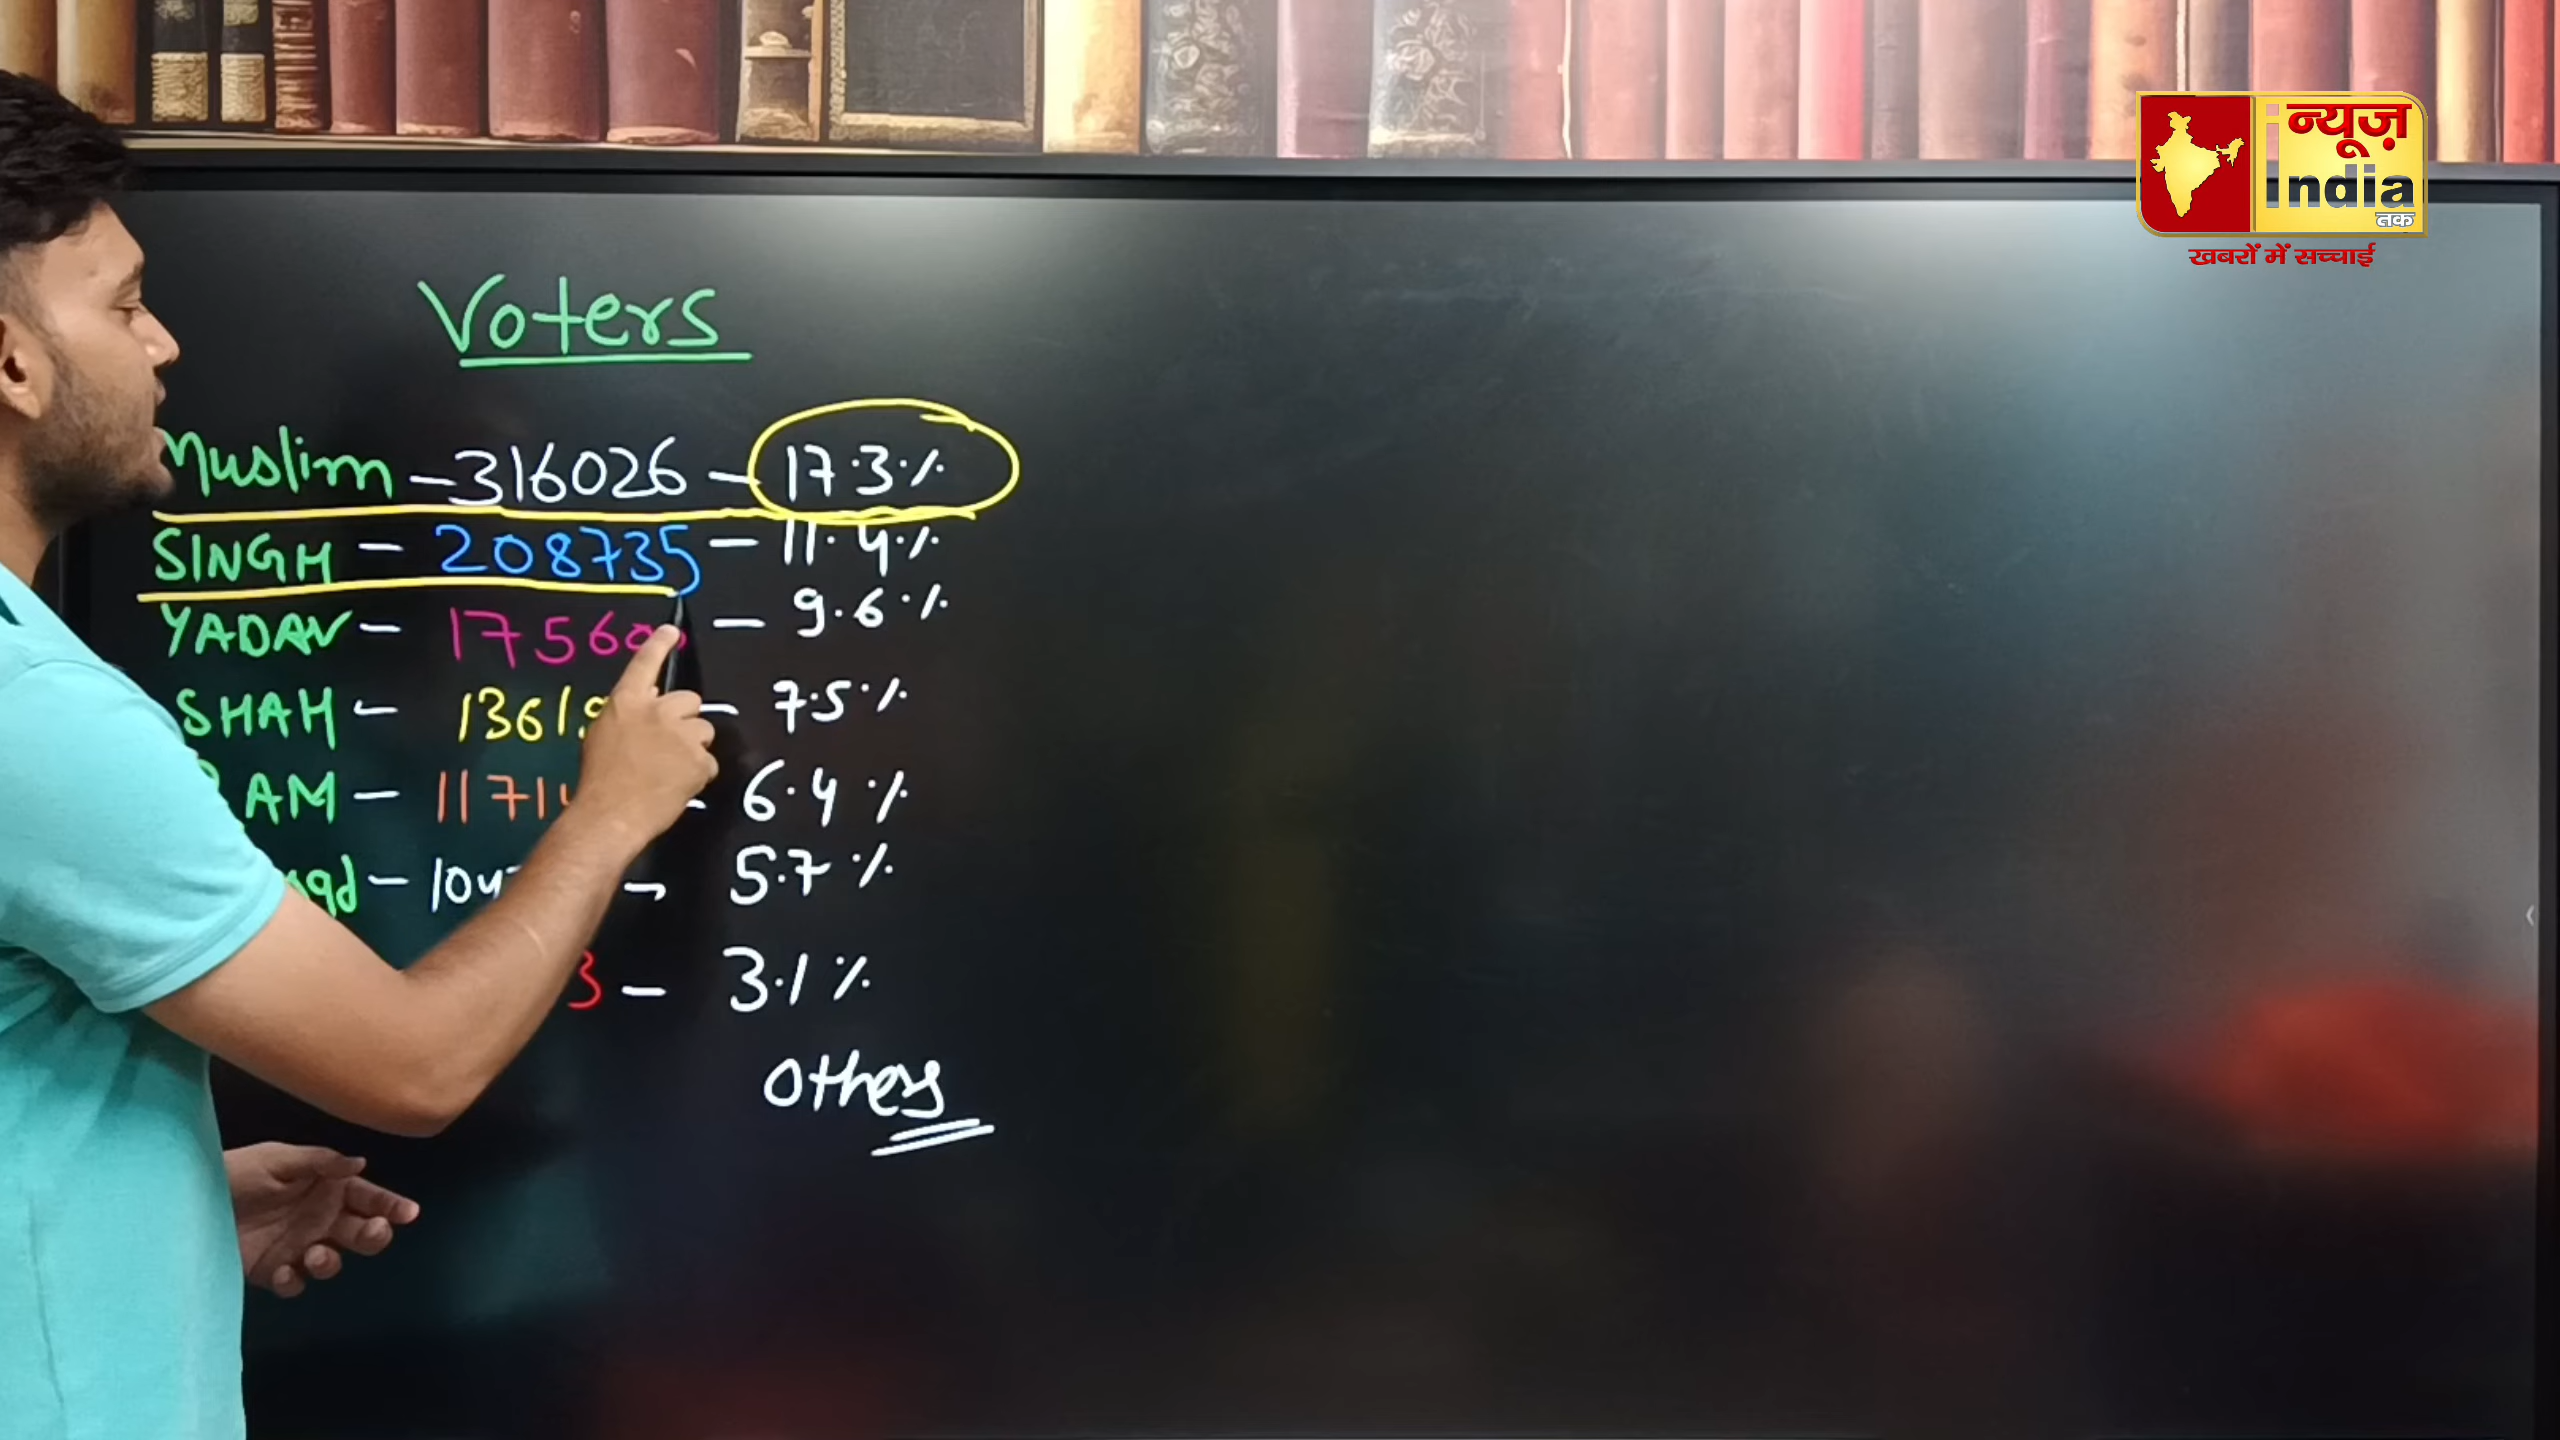 न्यूज़
india
तक
खबरों में सच्चाई
Voters
Muslim - 316026 - 17.3%
SINGH - 208735 - 11.4%
YADAV - - 9.6%
SHAH - - 7.5%
- 6.4%
- 5.7%
- 3.1%
others